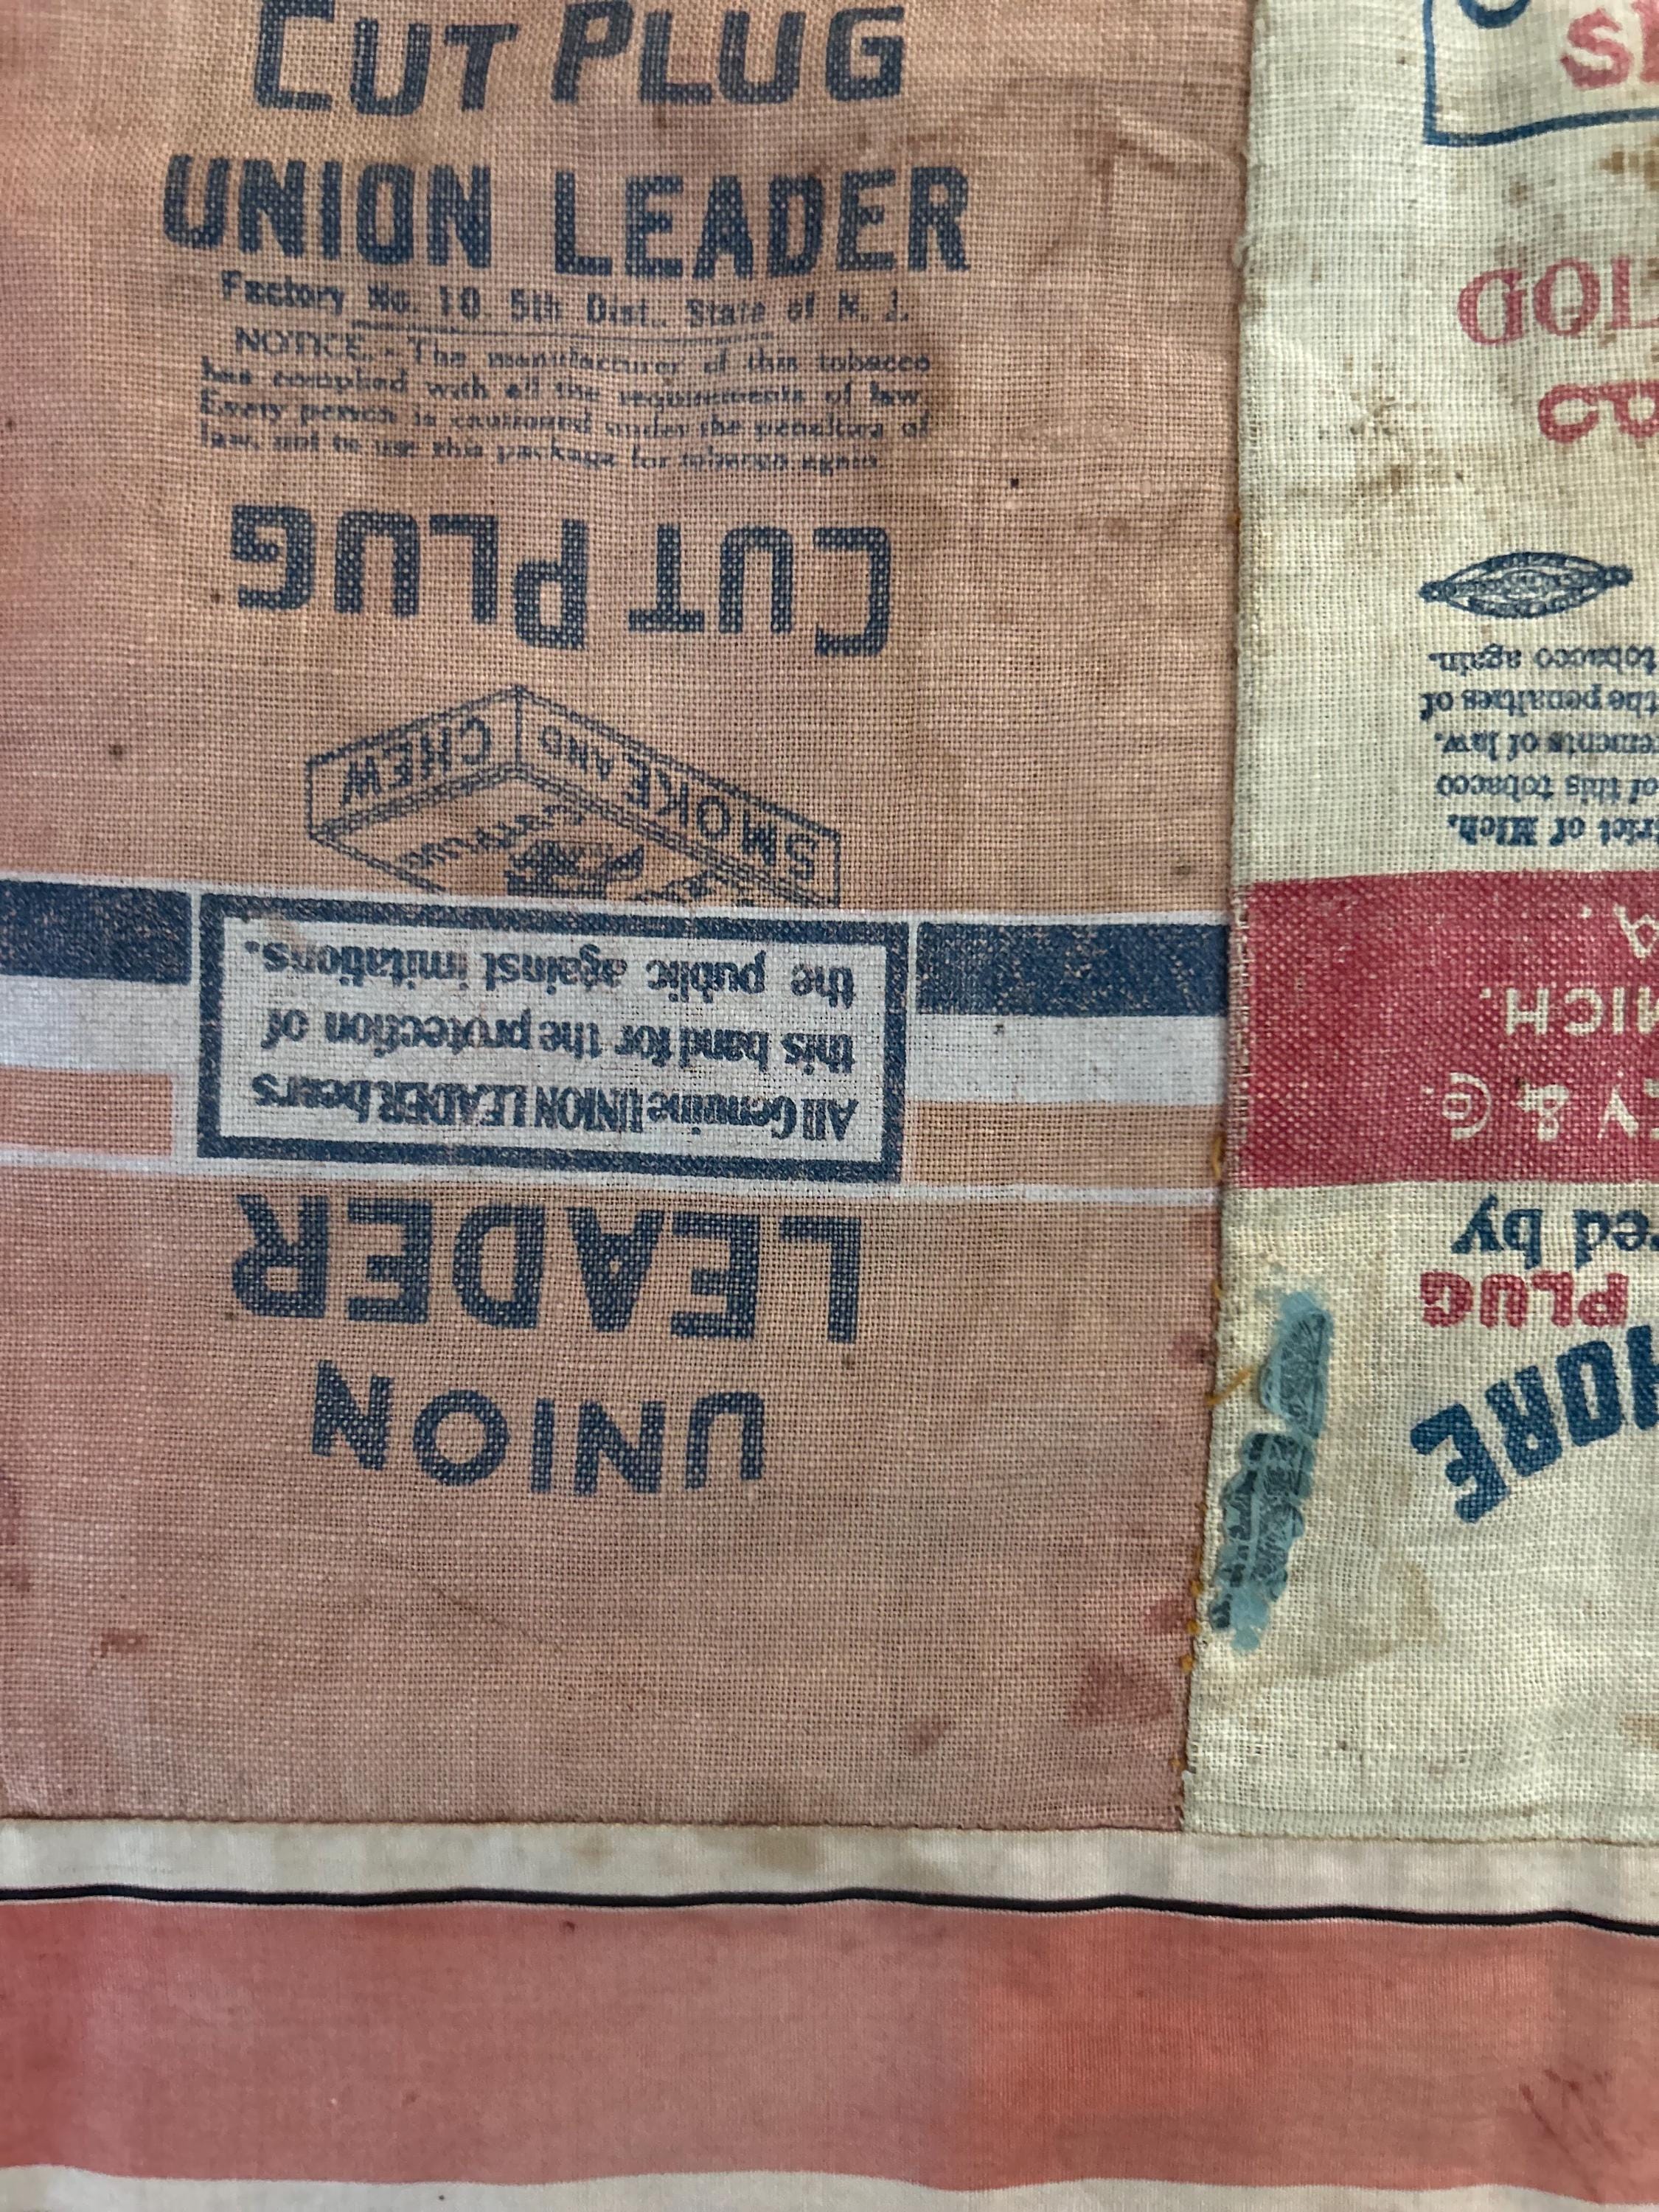 CUT PLUG
UNION LEADER
Factory No. 10 5th Dist., State of N. J.
NOTICE.-The manufacturer of this tobacco
has complied with all the requirements of law.
Every person is cautioned under the penalties of
law, not to use this package for tobacco again.
UNION
LEADER
All Genuine UNION LEADER bears
this band for the protection of
the public against imitations.
SMOKE AND
CHEW
CUT PLUG
PLUG
ed by
Y & Co.
MICH.
rict of Mich.
of this tobacco
ements of law.
the penalties of
tobacco again.